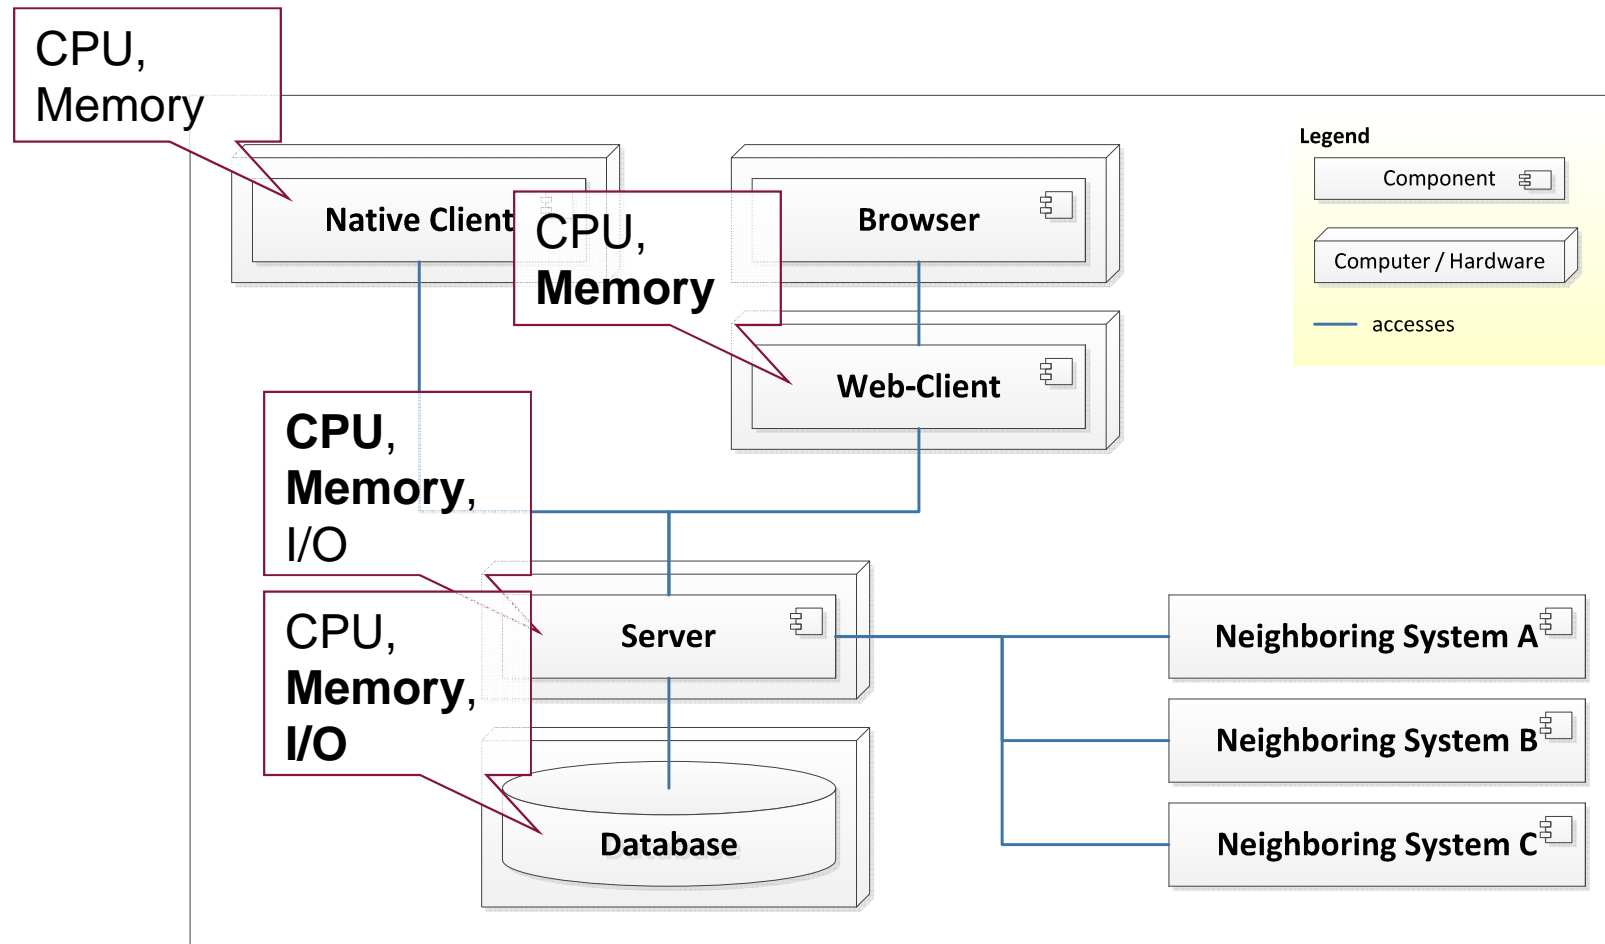 CPU,
Memory
Legend
Component
Computer / Hardware
accesses
Native Client
CPU,
Memory
Browser
Web-Client
CPU,
Memory,
I/O
CPU,
Memory,
I/O
Server
Database
Neighboring System A
Neighboring System B
Neighboring System C